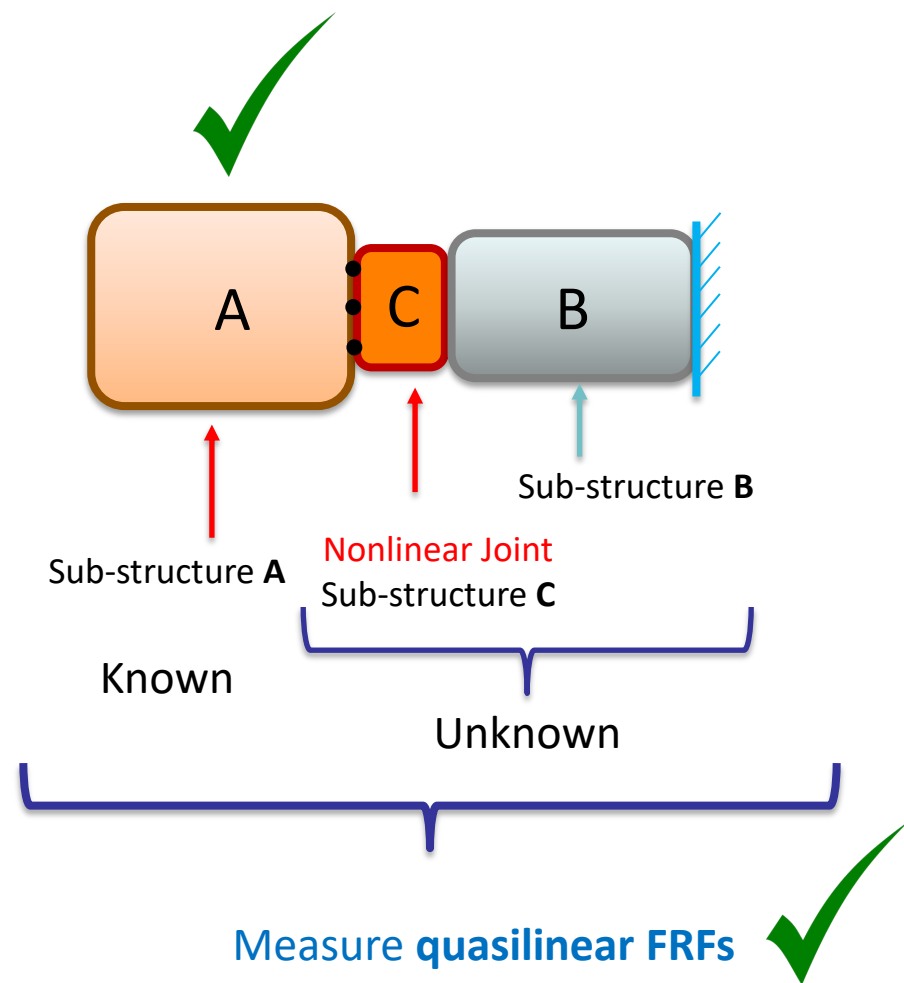 A
C
B
Sub-structure B
Nonlinear Joint
Sub-structure A
Sub-structure C
Known
Unknown
Measure quasilinear FRFs